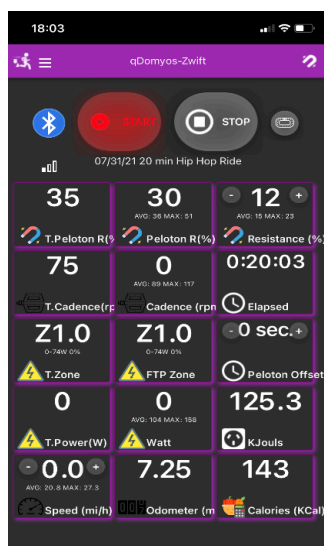 18:03
qDomyos-Zwift
START
STOP
07/31/21 20 min Hip Hop Ride
35
30
- 12 +
AVG: 36 MAX: 51
AVG: 15 MAX: 23
T.Peloton R(%
Peloton R(%)
Resistance (%)
75
0
0:20:03
AVG: 89 MAX: 117
T.Cadence(rp
Cadence (rpm
Elapsed
Z1.0
Z1.0
- 0 sec. +
0-74W 0%
0-74W 0%
T.Zone
FTP Zone
Peloton Offset
0
0
125.3
AVG: 104 MAX: 156
T.Power(W)
Watt
KJouls
- 0.0 +
7.25
143
AVG: 20.8 MAX: 27.3
Speed (mi/h)
Odometer (m
Calories (KCal)